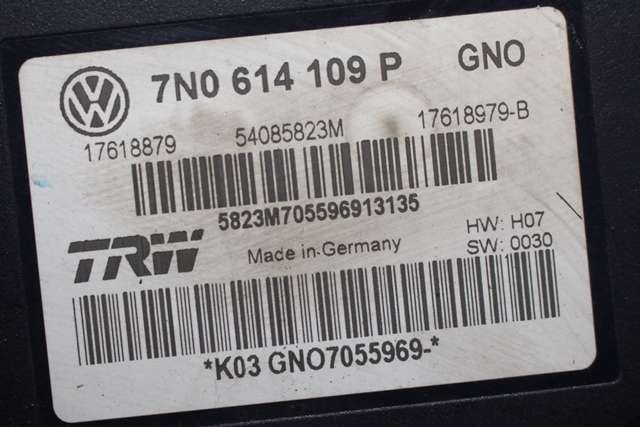 7N0 614 109 P GNO
17618879 54085823M 17618979-B
5823M705596913135
TRW Made in Germany HW: H07
SW: 0030
*K03 GNO7055969-*